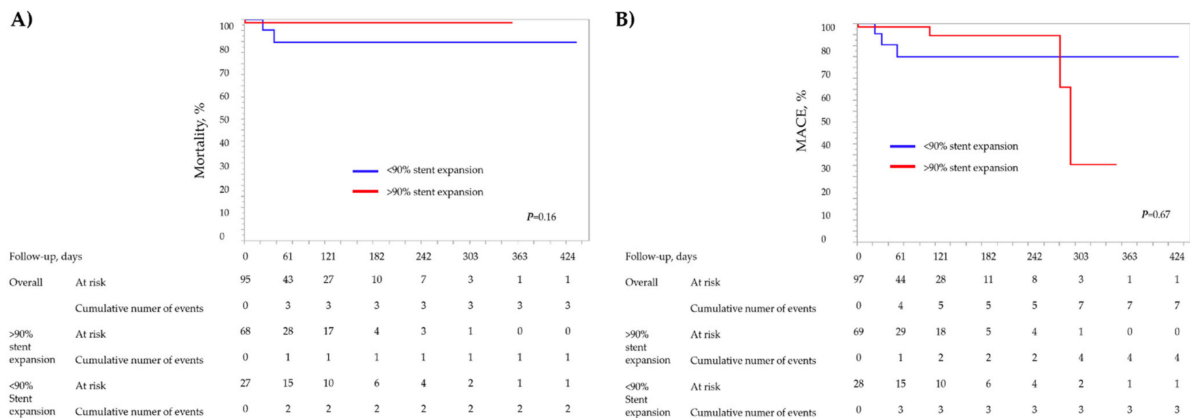 A)
100
90
80
70
60
50
40
30
20
10
0
Mortality, %
<90% stent expansion
>90% stent expansion
P=0.16
Follow-up, days 0 61 121 182 242 303 363 424
Overall At risk 95 43 27 10 7 3 1 1
Cumulative numer of events 0 3 3 3 3 3 3 3
>90% stent expansion At risk 68 28 17 4 3 1 0 0
Cumulative numer of events 0 1 1 1 1 1 1 1
<90% Stent expansion At risk 27 15 10 6 4 2 1 1
Cumulative numer of events 0 2 2 2 2 2 2 2
B)
100
90
80
70
60
50
40
30
20
10
0
MACE, %
<90% stent expansion
>90% stent expansion
P=0.67
Follow-up, days 0 61 121 182 242 303 363 424
Overall At risk 97 44 28 11 8 3 1 1
Cumulative numer of events 0 4 5 5 5 7 7 7
>90% stent expansion At risk 69 29 18 5 4 1 0 0
Cumulative numer of events 0 1 2 2 2 4 4 4
<90% Stent expansion At risk 28 15 10 6 4 2 1 1
Cumulative numer of events 0 3 3 3 3 3 3 3